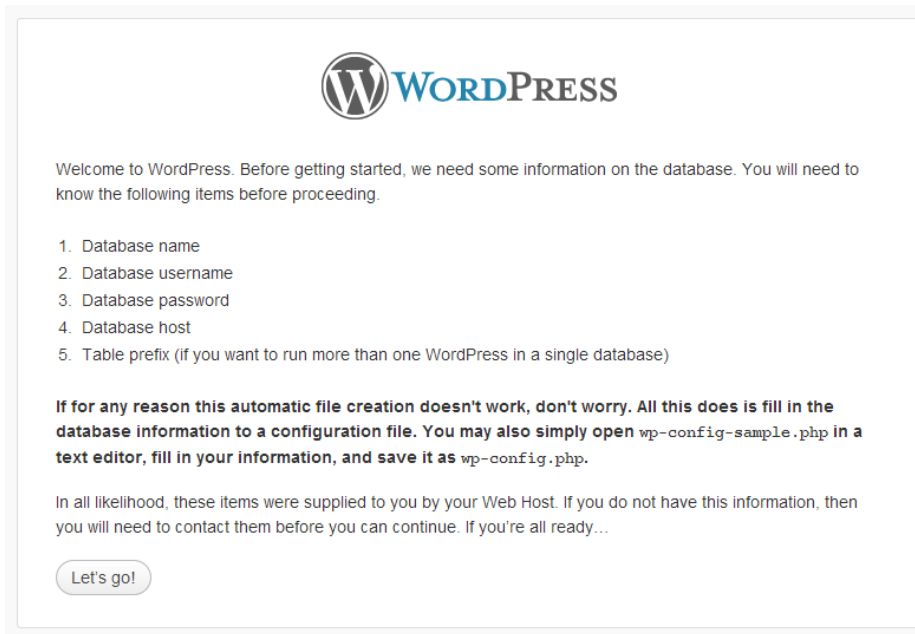 WORDPRESS
Welcome to WordPress. Before getting started, we need some information on the database. You will need to
know the following items before proceeding.
1. Database name
2. Database username
3. Database password
4. Database host
5. Table prefix (if you want to run more than one WordPress in a single database)
If for any reason this automatic file creation doesn't work, don't worry. All this does is fill in the
database information to a configuration file. You may also simply open wp-config-sample.php in a
text editor, fill in your information, and save it as wp-config.php.
In all likelihood, these items were supplied to you by your Web Host. If you do not have this information, then
you will need to contact them before you can continue. If you’re all ready…
Let's go!